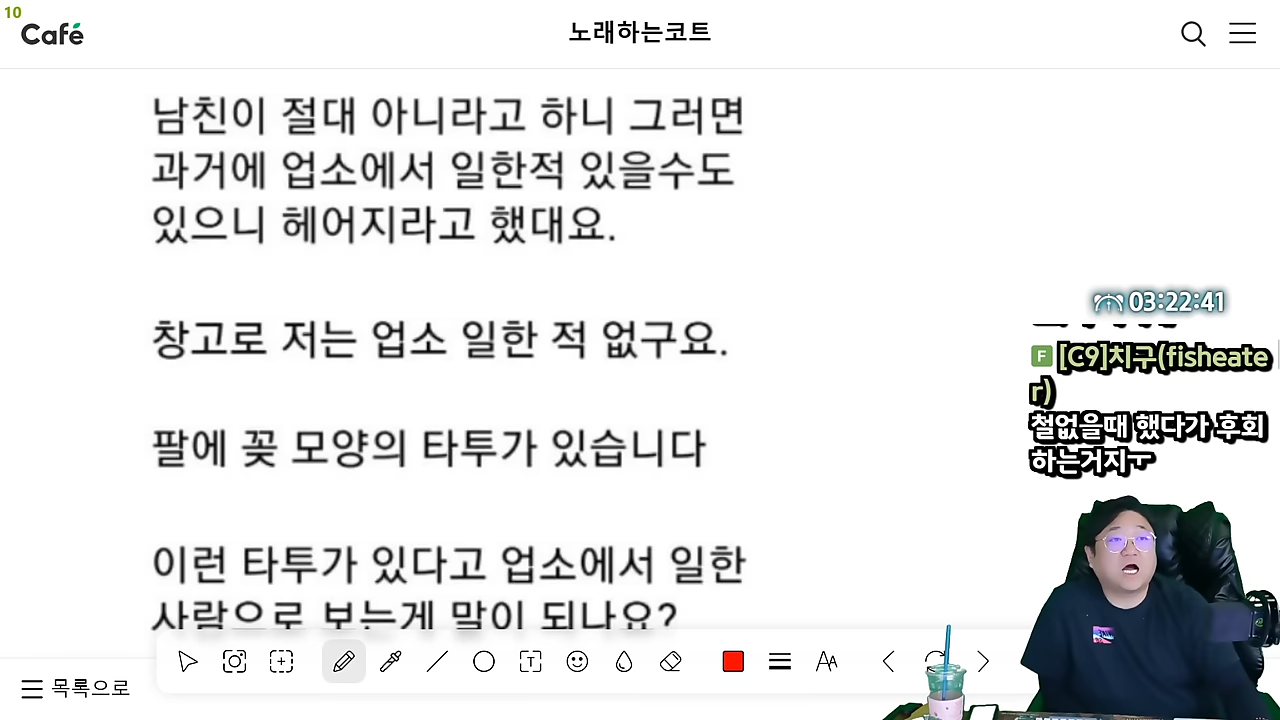 10
Café
노래하는코트
남친이 절대 아니라고 하니 그러면
과거에 업소에서 일한적 있을수도
있으니 헤어지라고 했대요.
창고로 저는 업소 일한 적 없구요.
팔에 꽃 모양의 타투가 있습니다
이런 타투가 있다고 업소에서 일한
사람으로 보는게 말이 되나요?
03:22:41
F [C9]치구(fisheate
r)
철없을때 했다가 후회
하는거지ㅜ
T
AA
목록으로